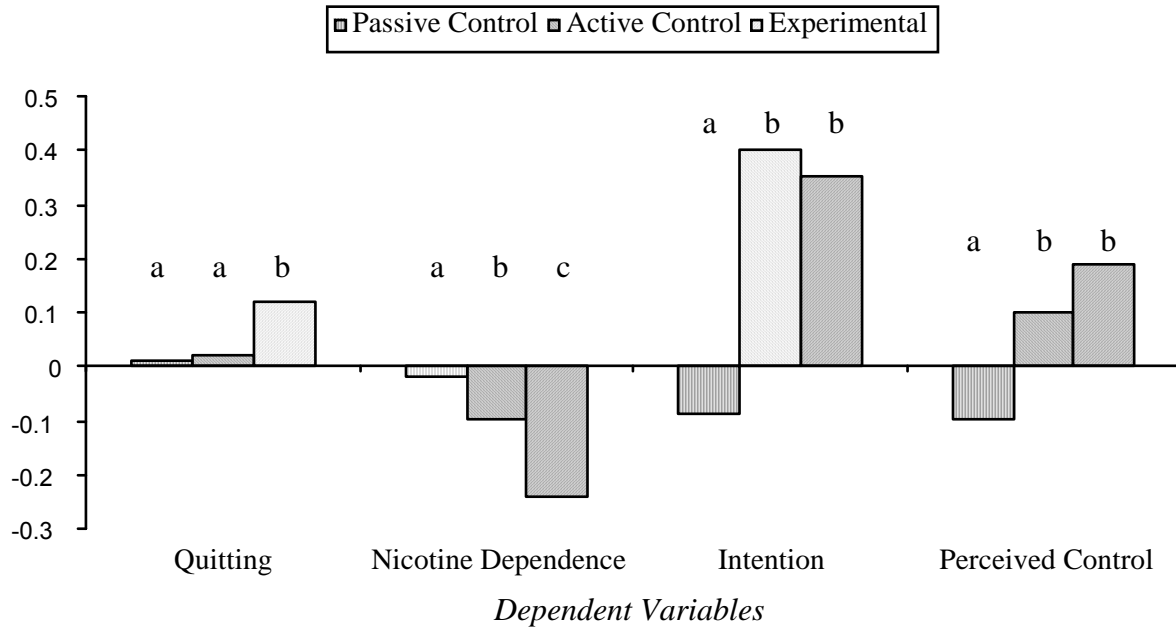 Passive Control Active Control Experimental
0.5
0.4
0.3
0.2
0.1
0
-0.1
-0.2
-0.3
a a b
a b c
a b b
a b b
Quitting Nicotine Dependence Intention Perceived Control
Dependent Variables